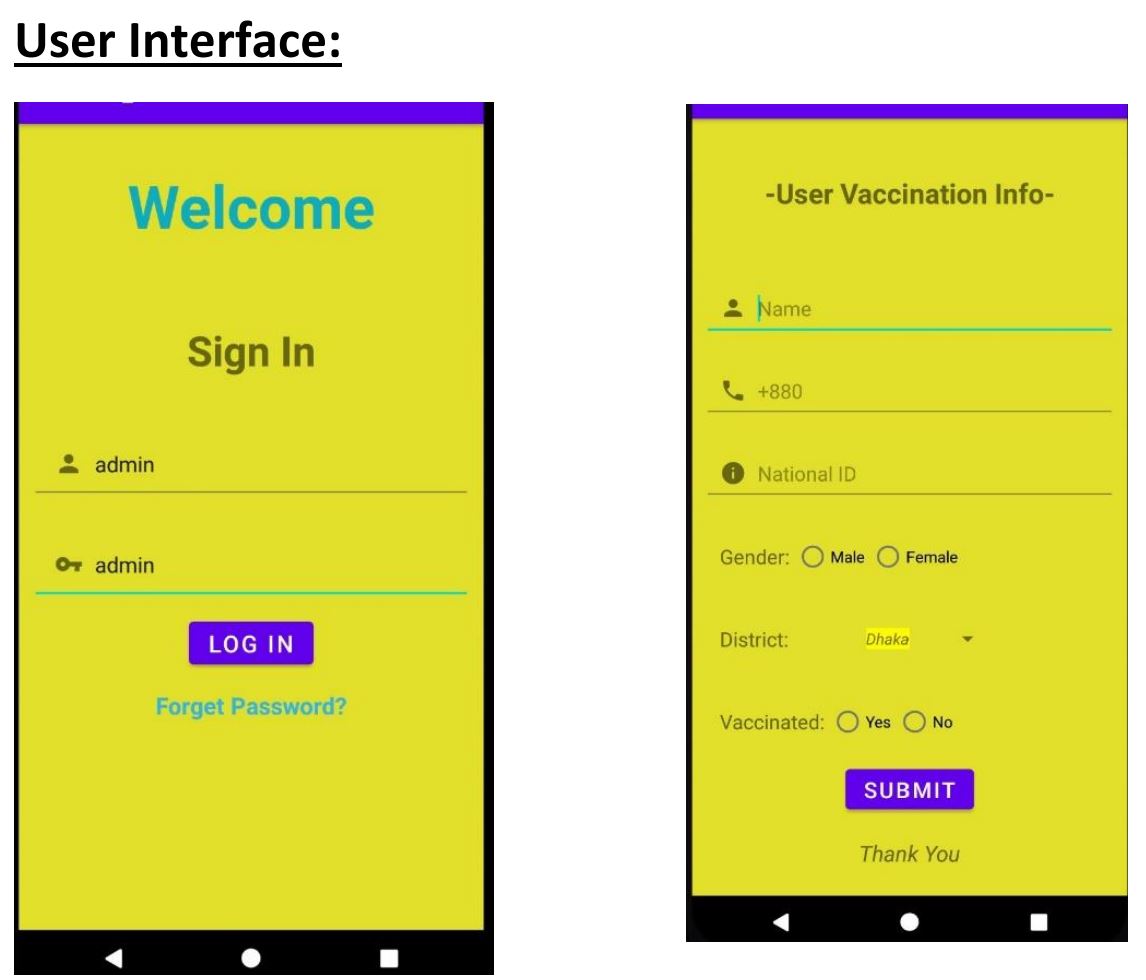 User Interface:
Welcome
Sign In
admin
admin
LOG IN
Forget Password?
-User Vaccination Info-
Name
+880
National ID
Gender: Male Female
District: Dhaka
Vaccinated: Yes No
SUBMIT
Thank You